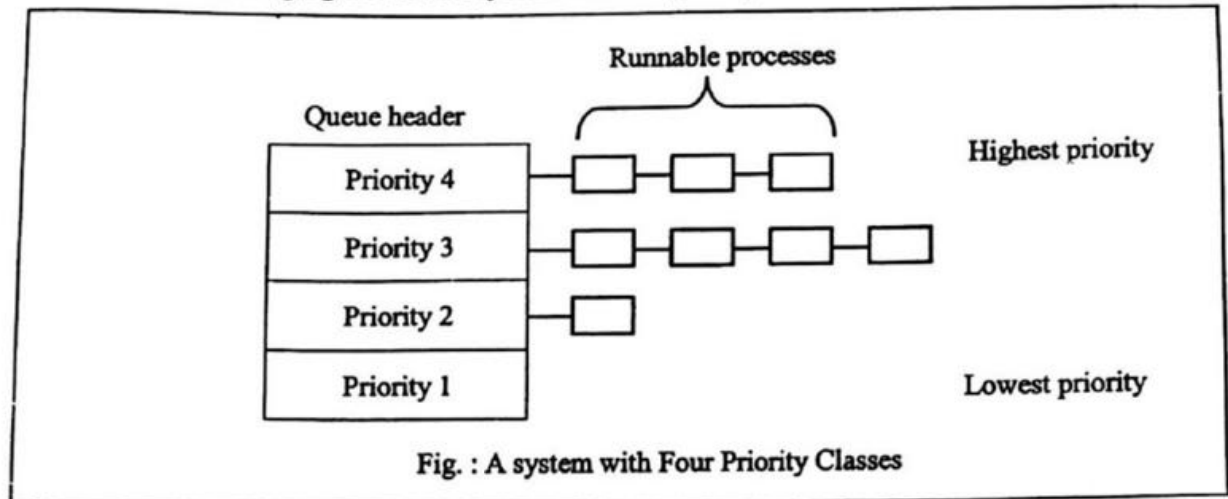 Runnable processes
Queue header
Highest priority
Priority 4
Priority 3
Priority 2
Priority 1
Lowest priority
Fig. : A system with Four Priority Classes